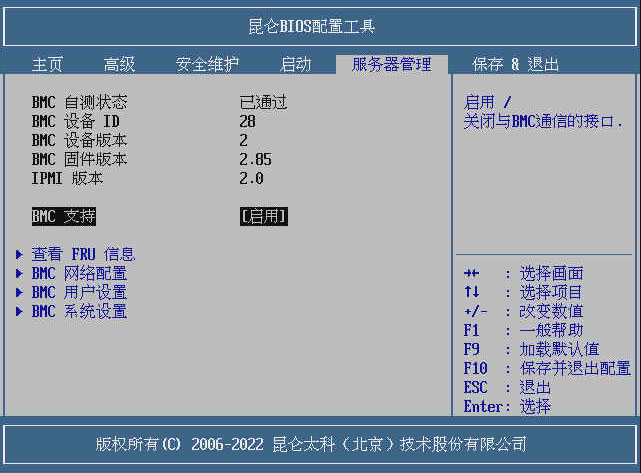 昆仑BIOS配置工具
主页 高级 安全维护 启动 服务器管理 保存 & 退出
BMC 自测状态 已通过
BMC 设备 ID 28
BMC 设备版本 2
BMC 固件版本 2.85
IPMI 版本 2.0
BMC 支持 [启用]
查看 FRU 信息
BMC 网络配置
BMC 用户设置
BMC 系统设置
启用 /
关闭与BMC通信的接口.
→← : 选择画面
↑↓ : 选择项目
+/- : 改变数值
F1 : 一般帮助
F9 : 加载默认值
F10 : 保存并退出配置
ESC : 退出
Enter: 选择
版权所有(C) 2006-2022 昆仑太科（北京）技术股份有限公司